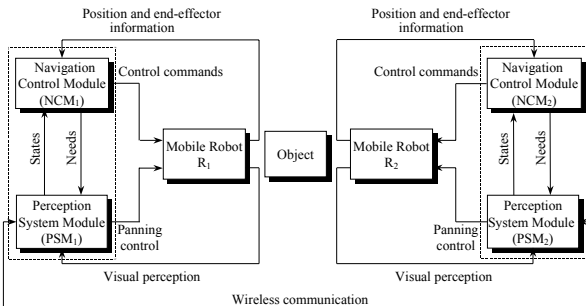 Position and end-effector
information
Position and end-effector
information
Navigation
Control Module
(NCM₁)
Control commands
Control commands
Navigation
Control Module
(NCM₂)
States
Needs
Mobile Robot
R₁
Object
Mobile Robot
R₂
States
Needs
Perception
System Module
(PSM₁)
Panning
control
Panning
control
Perception
System Module
(PSM₂)
Visual perception
Visual perception
Wireless communication